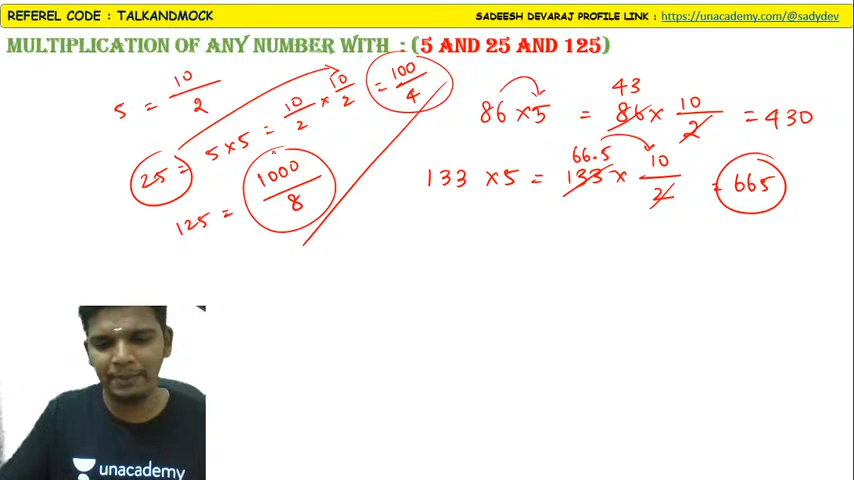 REFEREL CODE : TALKANDMOCK
SADEESH DEVARAJ PROFILE LINK : https://unacademy.com/@sadydev
MULTIPLICATION OF ANY NUMBER WITH : (5 AND 25 AND 125)
5 = 10/2
25 = 5 × 5 = 10/2 × 10/2 = 100/4
125 = 1000/8
43
86 × 5 = 86 × 10/2 = 430
66.5
133 × 5 = 133 × 10/2 = 665
unacademy